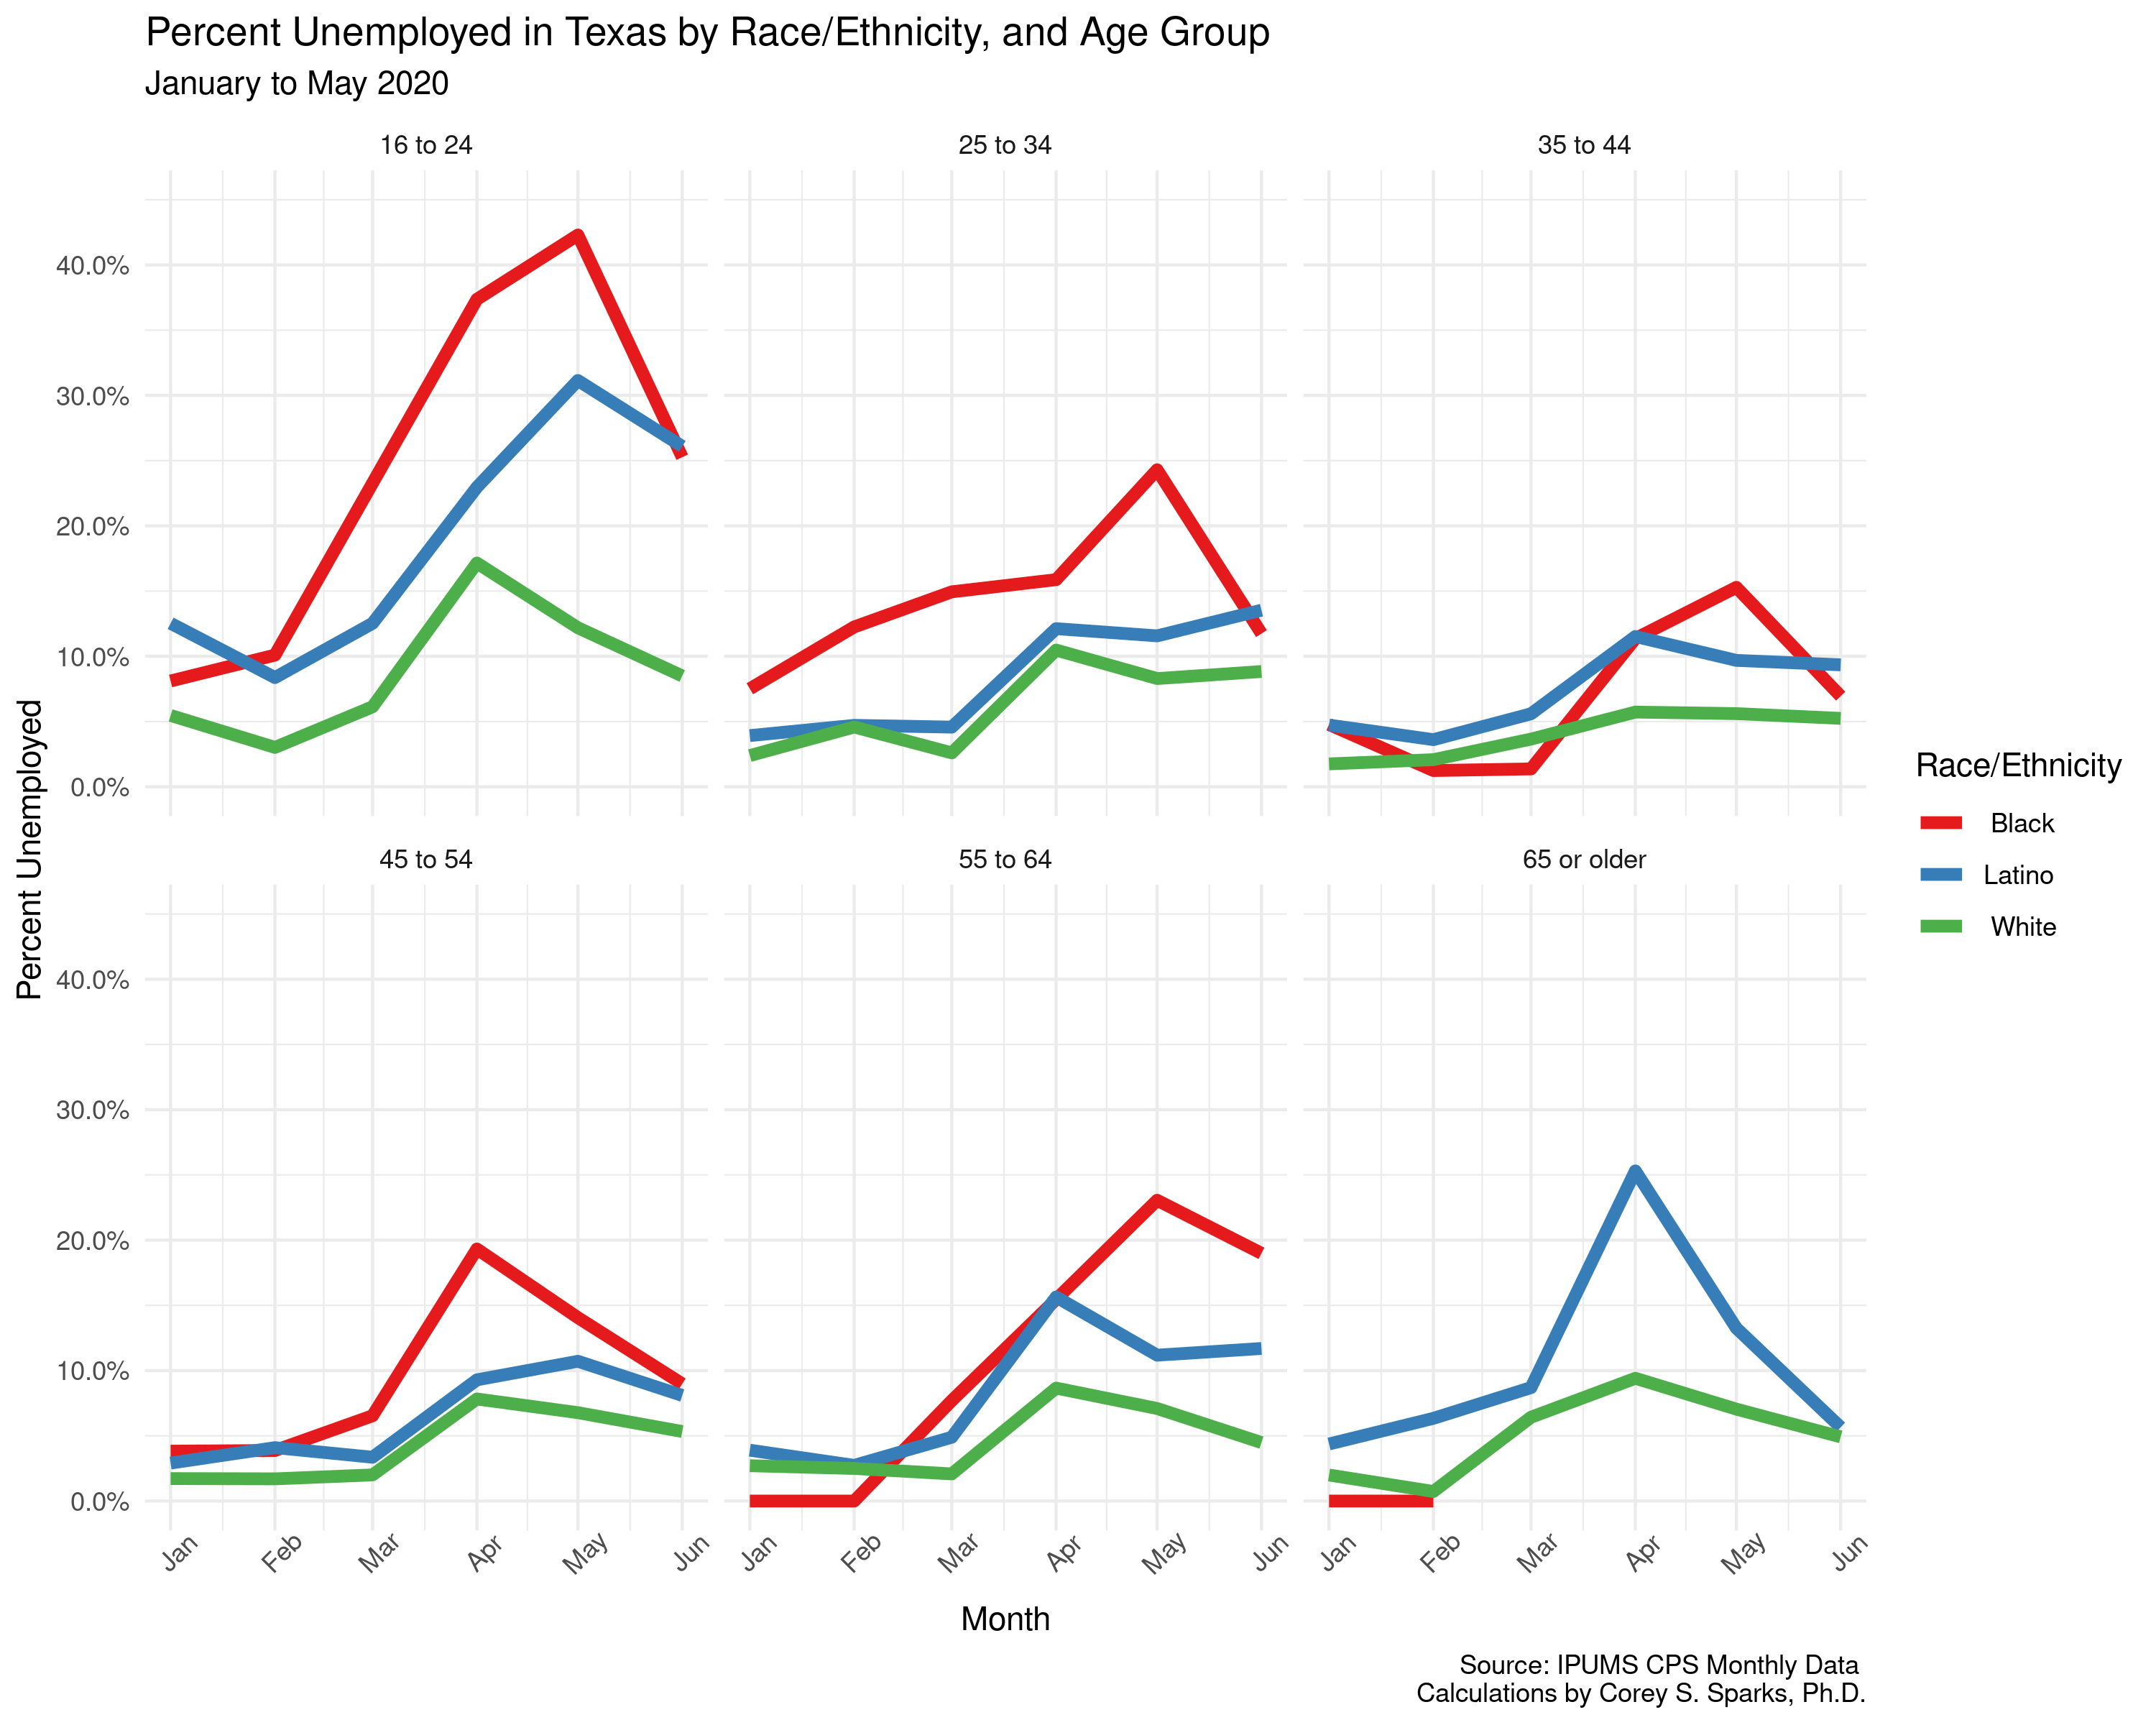 Percent Unemployed in Texas by Race/Ethnicity, and Age Group
January to May 2020
16 to 24
25 to 34
35 to 44
40.0%
30.0%
20.0%
10.0%
0.0%
45 to 54
55 to 64
65 or older
40.0%
30.0%
20.0%
10.0%
0.0%
Percent Unemployed
Jan Feb Mar Apr May Jun
Jan Feb Mar Apr May Jun
Jan Feb Mar Apr May Jun
Month
Race/Ethnicity
Black
Latino
White
Source: IPUMS CPS Monthly Data
Calculations by Corey S. Sparks, Ph.D.